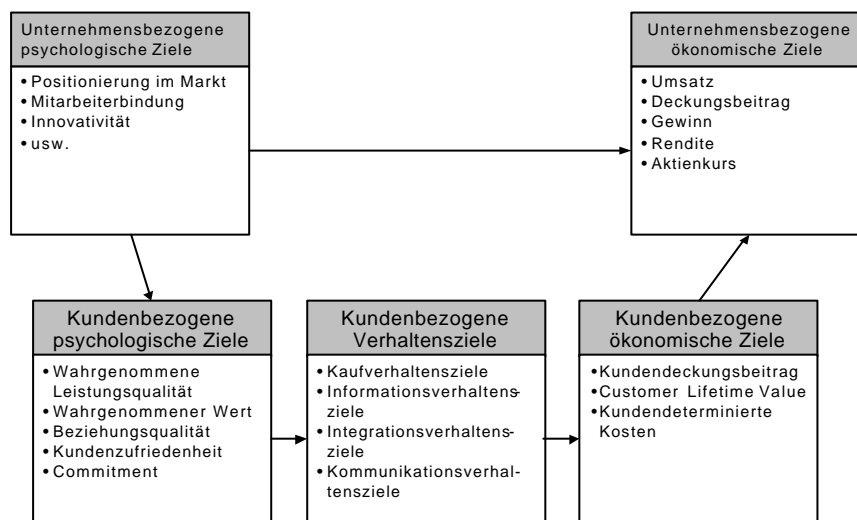 Unternehmensbezogene
psychologische Ziele
• Positionierung im Markt
• Mitarbeiterbindung
• Innovativität
• usw.
Unternehmensbezogene
ökonomische Ziele
• Umsatz
• Deckungsbeitrag
• Gewinn
• Rendite
• Aktienkurs
Kundenbezogene
psychologische Ziele
• Wahrgenommene
Leistungsqualität
• Wahrgenommener Wert
• Beziehungsqualität
• Kundenzufriedenheit
• Commitment
Kundenbezogene
Verhaltensziele
• Kaufverhaltensziele
• Informationsverhaltens-
ziele
• Integrationsverhaltens-
ziele
• Kommunikationsverhal-
tensziele
Kundenbezogene
ökonomische Ziele
• Kundendeckungsbeitrag
• Customer Lifetime Value
• Kundendeterminierte
Kosten